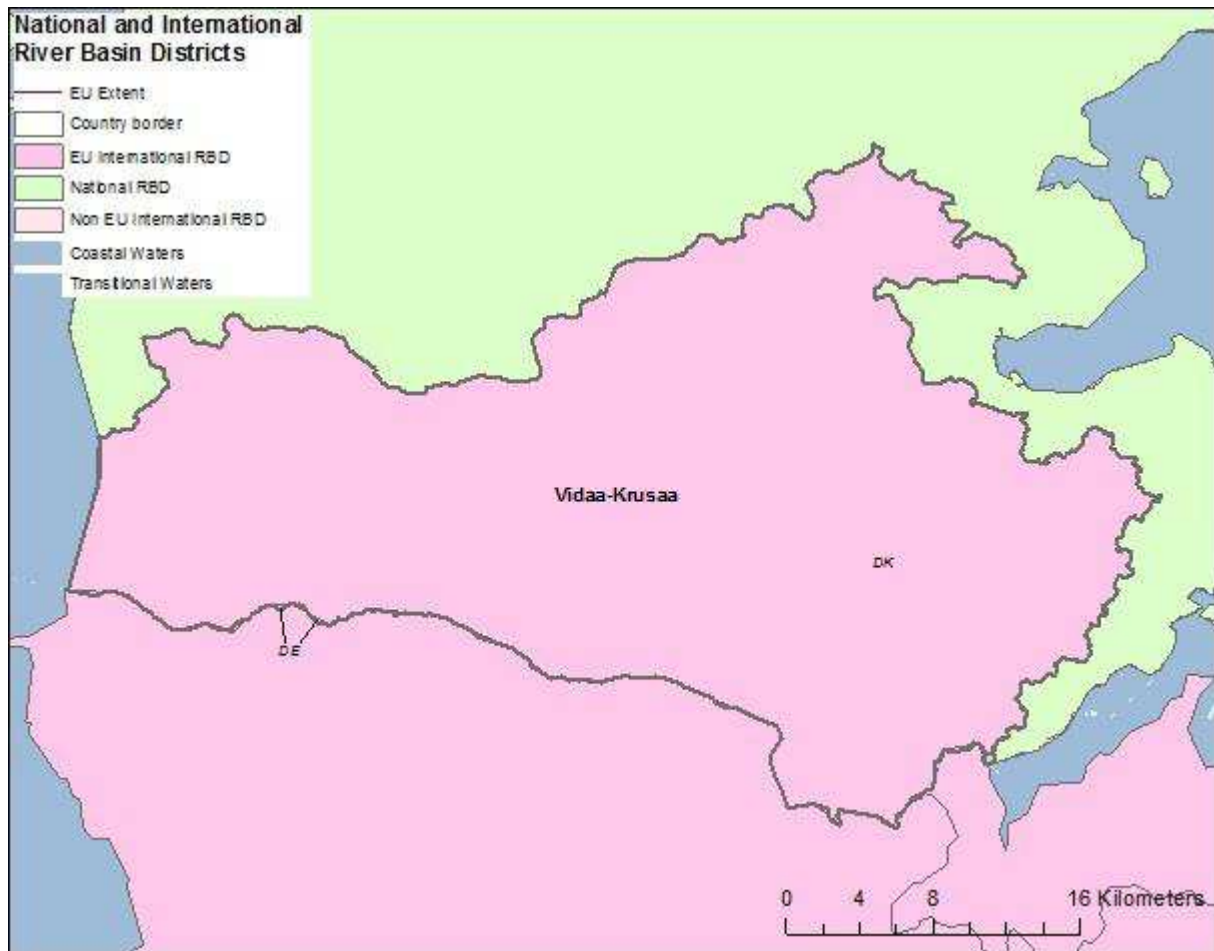 National and International
River Basin Districts
EU Extent
Country border
EU International RBD
National RBD
Non EU International RBD
Coastal Waters
Transitional Waters
Vidaa-Krusaa
DK
DE
0 4 8 16 Kilometers